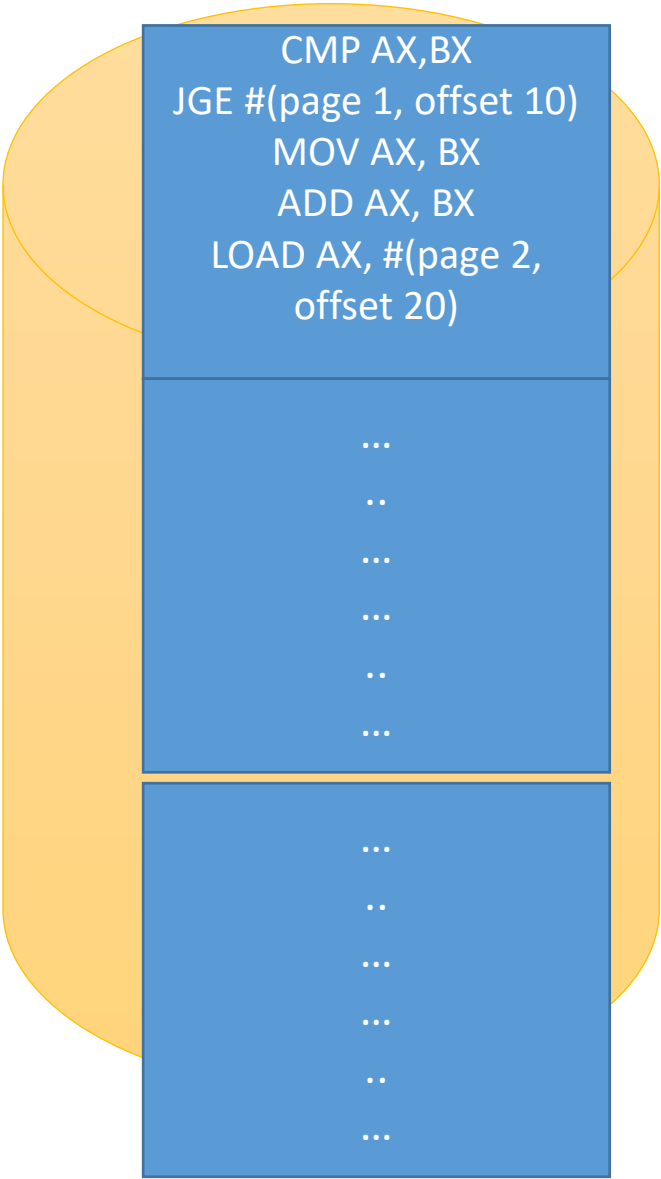 CMP AX,BX
JGE #(page 1, offset 10)
MOV AX, BX
ADD AX, BX
LOAD AX, #(page 2,
offset 20)
...
..
...
...
..
...
...
..
...
...
..
...